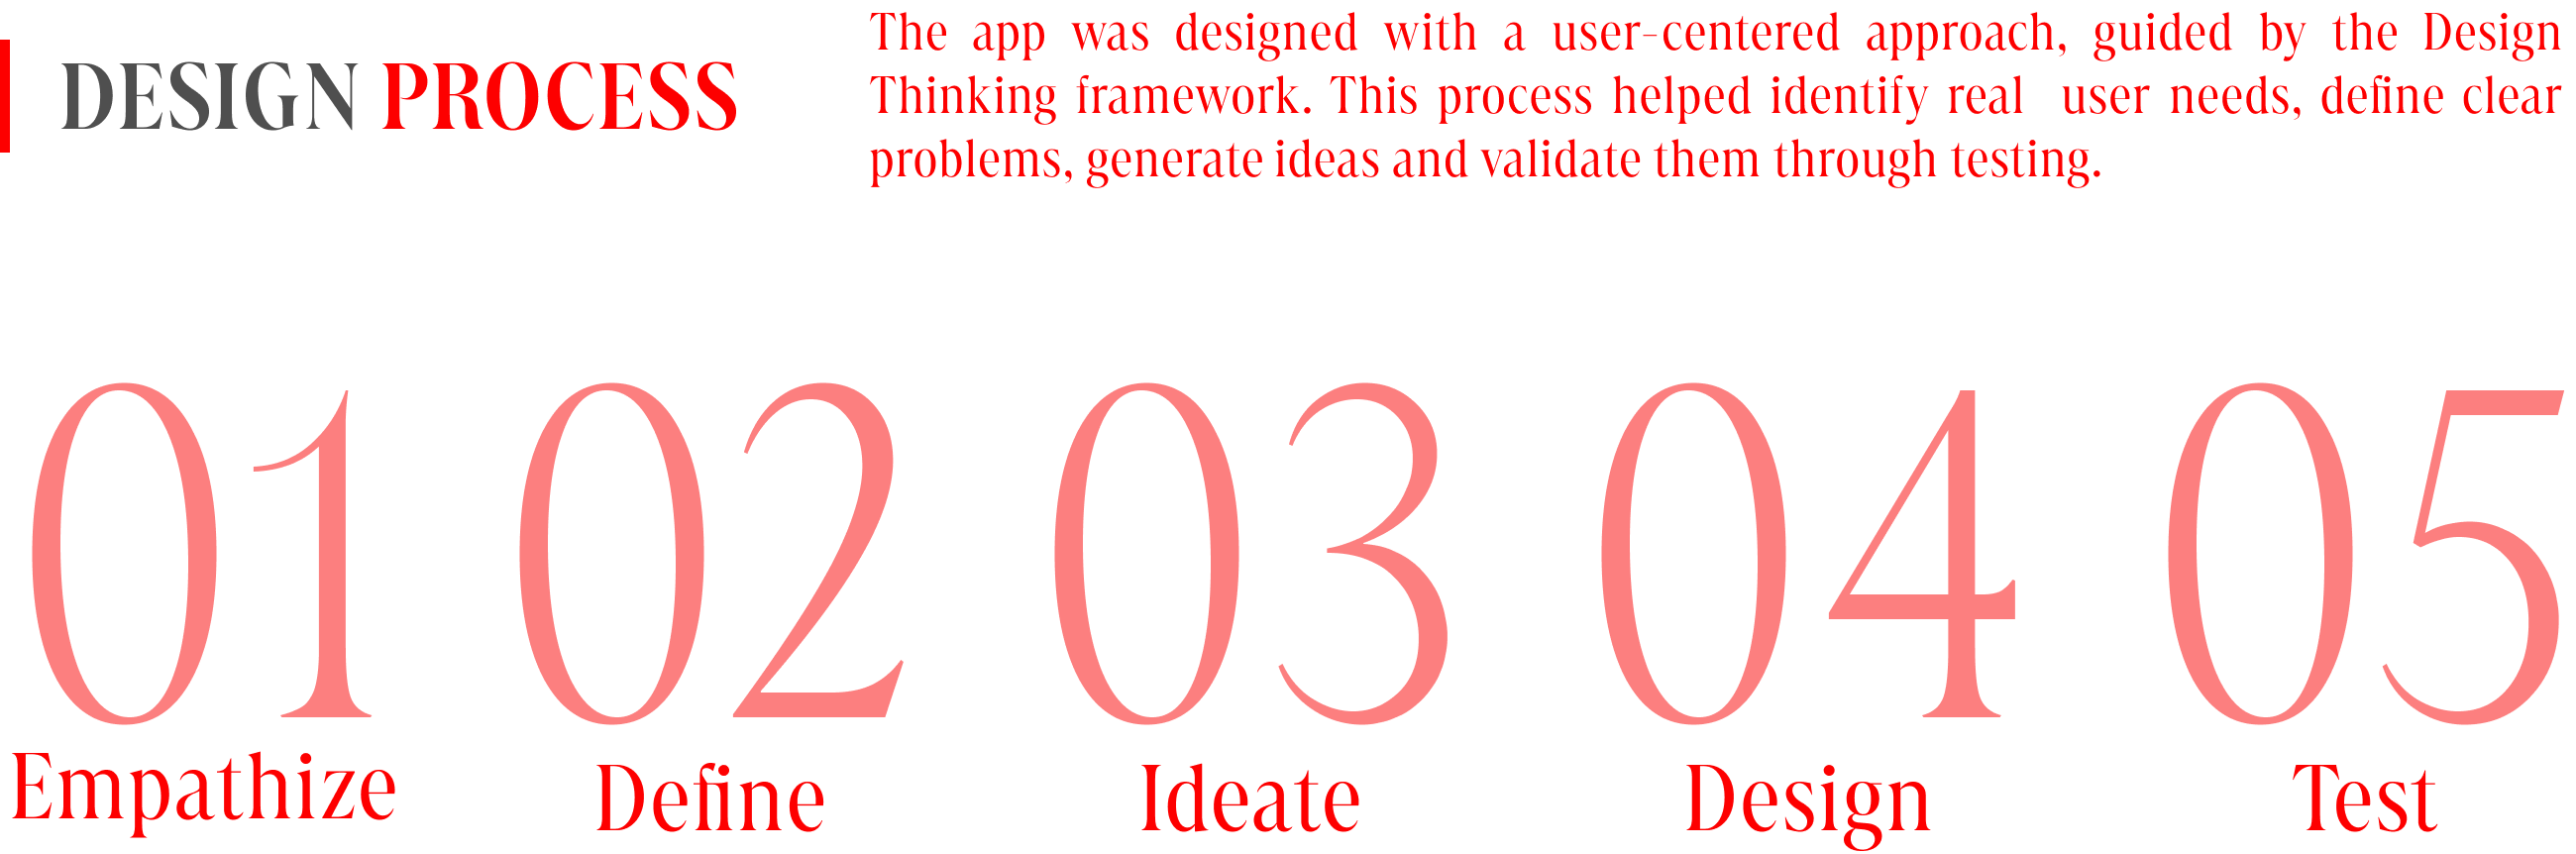 DESIGN PROCESS
The app was designed with a user-centered approach, guided by the Design
Thinking framework. This process helped identify real  user needs, define clear
problems, generate ideas and validate them through testing.
01 02 03 04 05
Empathize Define Ideate Design Test